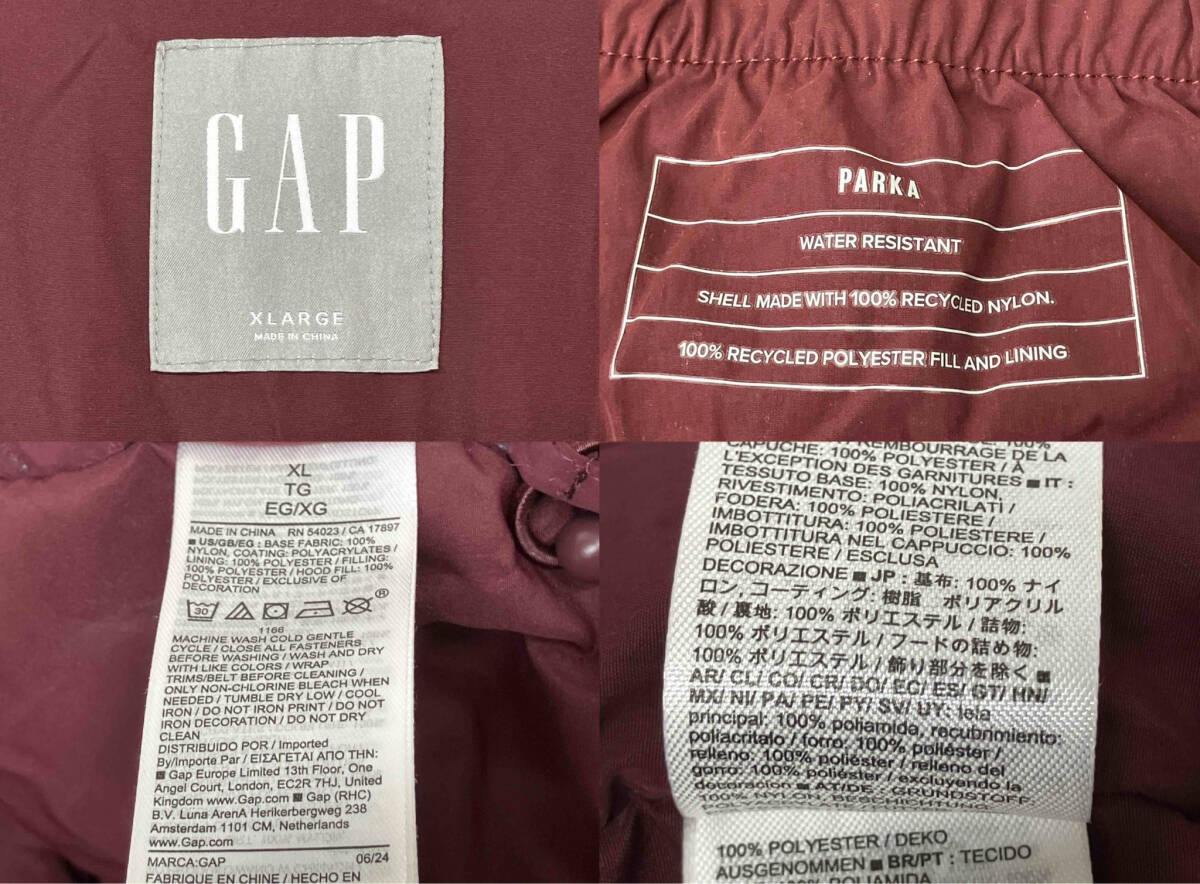 GAP
XLARGE
MADE IN CHINA
PARKA
WATER RESISTANT
SHELL MADE WITH 100% RECYCLED NYLON.
100% RECYCLED POLYESTER FILL AND LINING
XL
TG
EG/XG
MADE IN CHINA RN 54023 / CA 17897
■ US/GB/EG : BASE FABRIC: 100%
NYLON, COATING: POLYACRYLATES /
LINING: 100% POLYESTER / FILLING:
100% POLYESTER / HOOD FILL: 100%
POLYESTER / EXCLUSIVE OF
DECORATION
30 ®
1166
MACHINE WASH COLD GENTLE
CYCLE / CLOSE ALL FASTENERS
BEFORE WASHING / WASH AND DRY
WITH LIKE COLORS / WRAP
TRIMS/BELT BEFORE CLEANING /
ONLY NON-CHLORINE BLEACH WHEN
NEEDED / TUMBLE DRY LOW / COOL
IRON / DO NOT IRON PRINT / DO NOT
IRON DECORATION / DO NOT DRY
CLEAN
DISTRIBUIDO POR / Imported
By/Importe Par / ΕΙΣΑΓΕΤΑΙ ΑΠΟ ΤΗΝ:
■ Gap Europe Limited 13th Floor, One
Angel Court, London, EC2R 7HJ, United
Kingdom www.Gap.com ■ Gap (RHC)
B.V. Luna ArenA Herikerbergweg 238
Amsterdam 1101 CM, Netherlands
www.Gap.com
MARCA:GAP 06/24
FABRIQUE EN CHINE / HECHO EN
CAPUCHE: 100% POLYESTER / À
L'EXCEPTION DES GARNITURES ■ IT :
TESSUTO BASE: 100% NYLON,
RIVESTIMENTO: POLIACRILATI /
FODERA: 100% POLIESTERE /
IMBOTTITURA: 100% POLIESTERE /
IMBOTTITURA NEL CAPPUCCIO: 100%
POLIESTERE / ESCLUSA
DECORAZIONE ■ JP : 基布: 100% ナイ
ロン, コーティング: 樹脂 ポリアクリル
酸 / 裏地: 100% ポリエステル / 詰物:
100% ポリエステル / フードの詰め物:
100% ポリエステル / 飾り部分を除く ■
AR/ CL/ CO/ CR/ DO/ EC/ ES/ GT/ HN/
MX/ NI/ PA/ PE/ PY/ SV/ UY: tela
principal: 100% poliamida, recubrimiento:
poliacritalo / forro: 100% poliéster /
relleno: 100% poliéster / relleno del
gorro: 100% poliéster / excluyendo la
decoracion ■ AT/DE : GRUNDSTOFF:
100% NYLON, BESCHICHTUNG:
100% POLYESTER / DEKO
AUSGENOMMEN ■ BR/PT : TECIDO
100% POLIAMIDA